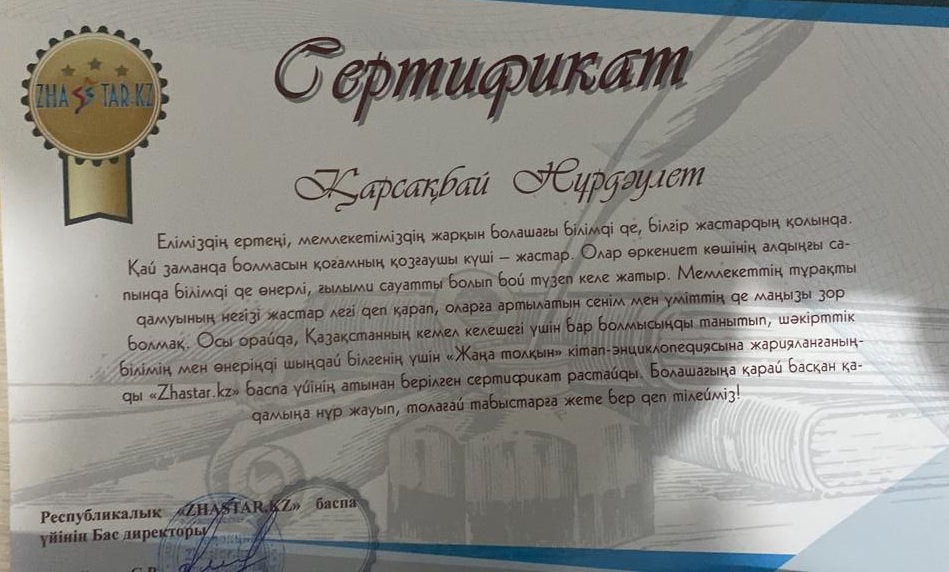 ZHASTAR.KZ
Сертификат
Қарсақбай Нұрдәулет
Еліміздің ертеңі, мемлекетіміздің жарқын болашағы білімді де, білгір жастардың қолында.
Қай заманда болмасын қоғамның қозғаушы күші – жастар. Олар өркениет көшінің алдыңғы са-
пында білімді де өнерлі, ғылыми сауатты болып бой түзеп келе жатыр. Мемлекеттің тұрақты
дамуының негізі жастар легі деп қарап, оларға артылатын сенім мен үміттің де маңызы зор
болмақ. Осы орайда, Қазақстанның кемел келешегі үшін бар болмысыңды танытып, шәкірттік
білімің мен өнеріңді шыңдай білгенің үшін «Жаңа толқын» кітап-энциклопедиясына жарияланғаның-
ды «Zhastar.kz» баспа үйінің атынан берілген сертификат растайды. Болашағыңа қарай басқан қа-
дамыңа нұр жауып, толағай табыстарға жете бер деп тілейміз!
Республикалық «ZHASTAR.KZ» баспа
үйінің Бас директоры